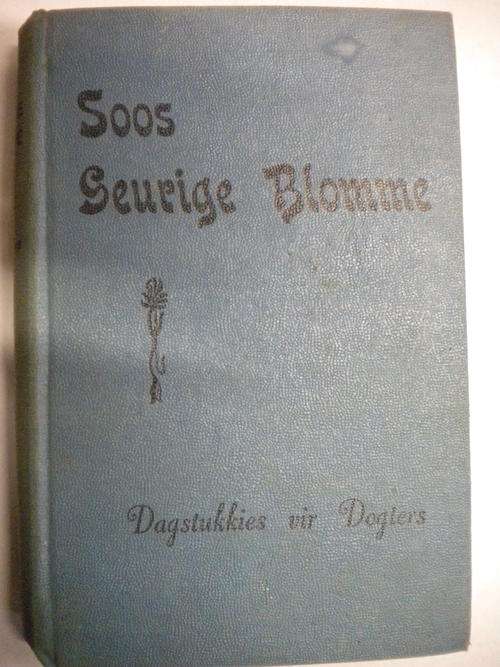 Soos
Geurige Blomme
Dagstukkies vir Dogters